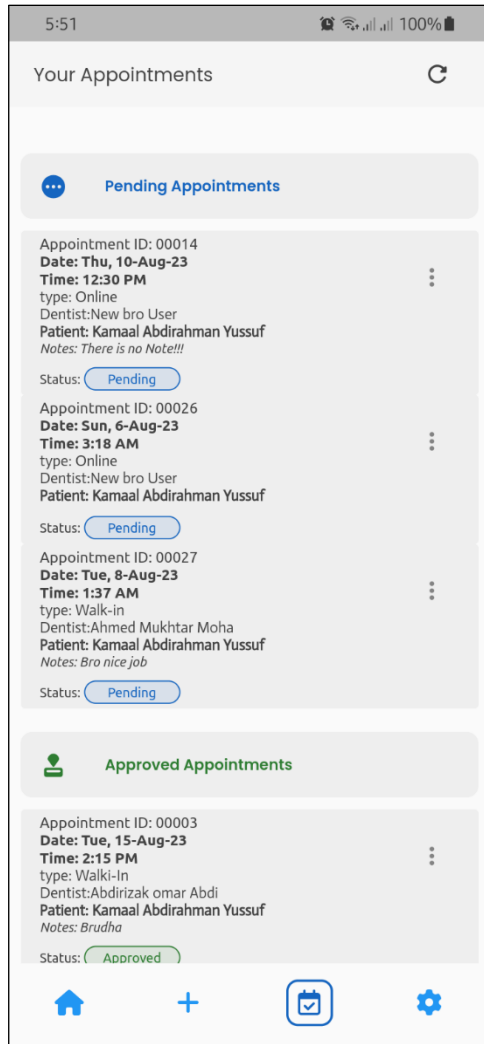 5:51
100%
Your Appointments
Pending Appointments
Appointment ID: 00014
Date: Thu, 10-Aug-23
Time: 12:30 PM
type: Online
Dentist:New bro User
Patient: Kamaal Abdirahman Yussuf
Notes: There is no Note!!!
Status: Pending
Appointment ID: 00026
Date: Sun, 6-Aug-23
Time: 3:18 AM
type: Online
Dentist:New bro User
Patient: Kamaal Abdirahman Yussuf
Status: Pending
Appointment ID: 00027
Date: Tue, 8-Aug-23
Time: 1:37 AM
type: Walk-in
Dentist:Ahmed Mukhtar Moha
Patient: Kamaal Abdirahman Yussuf
Notes: Bro nice job
Status: Pending
Approved Appointments
Appointment ID: 00003
Date: Tue, 15-Aug-23
Time: 2:15 PM
type: Walki-In
Dentist:Abdirizak omar Abdi
Patient: Kamaal Abdirahman Yussuf
Notes: Brudha
Status: Approved